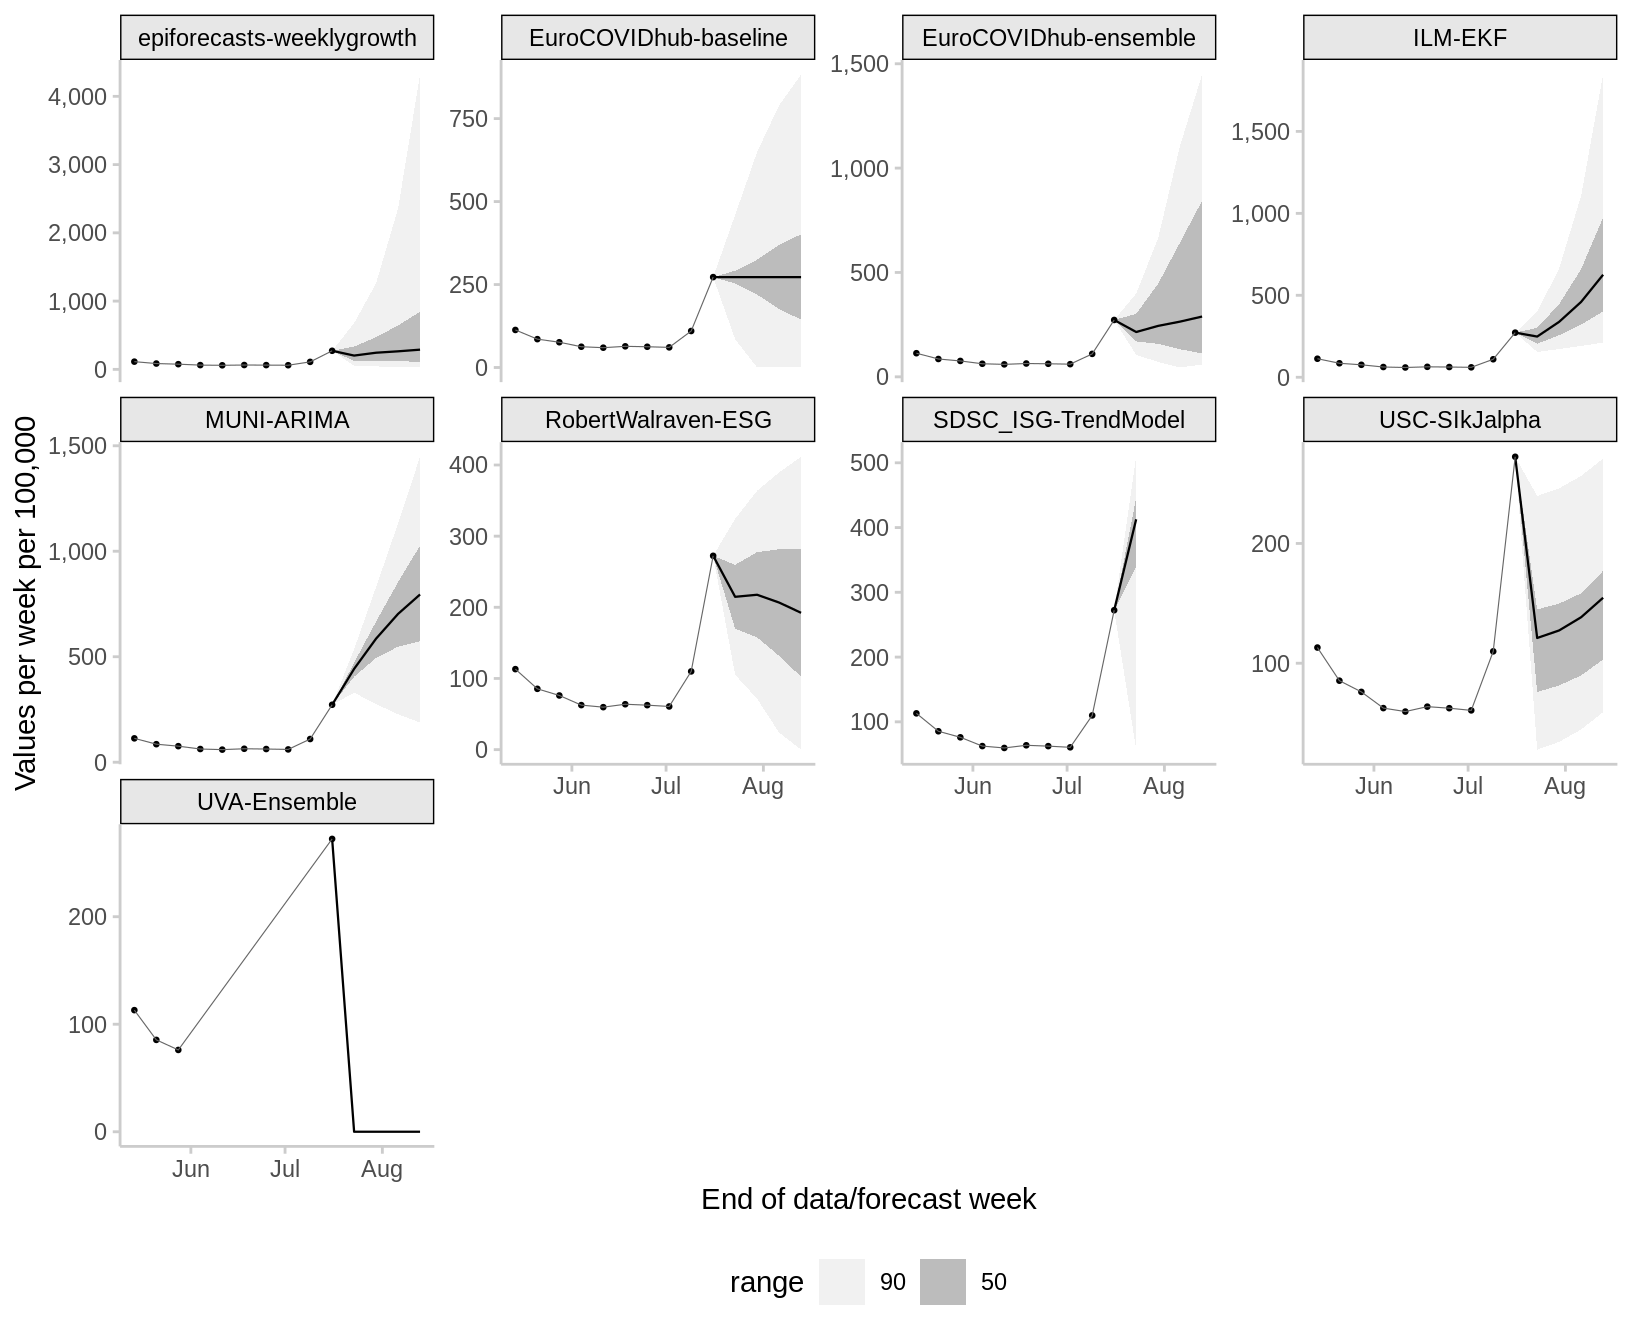 epiforecasts-weeklygrowth
EuroCOVIDhub-baseline
EuroCOVIDhub-ensemble
ILM-EKF
4,000
3,000
2,000
1,000
0
750
500
250
0
1,500
1,000
500
0
1,500
1,000
500
0
MUNI-ARIMA
RobertWalraven-ESG
SDSC_ISG-TrendModel
USC-SIkJalpha
1,500
1,000
500
0
400
300
200
100
0
Jun Jul Aug
500
400
300
200
100
Jun Jul Aug
200
100
Jun Jul Aug
UVA-Ensemble
200
100
0
Jun Jul Aug
Values per week per 100,000
End of data/forecast week
range 90 50